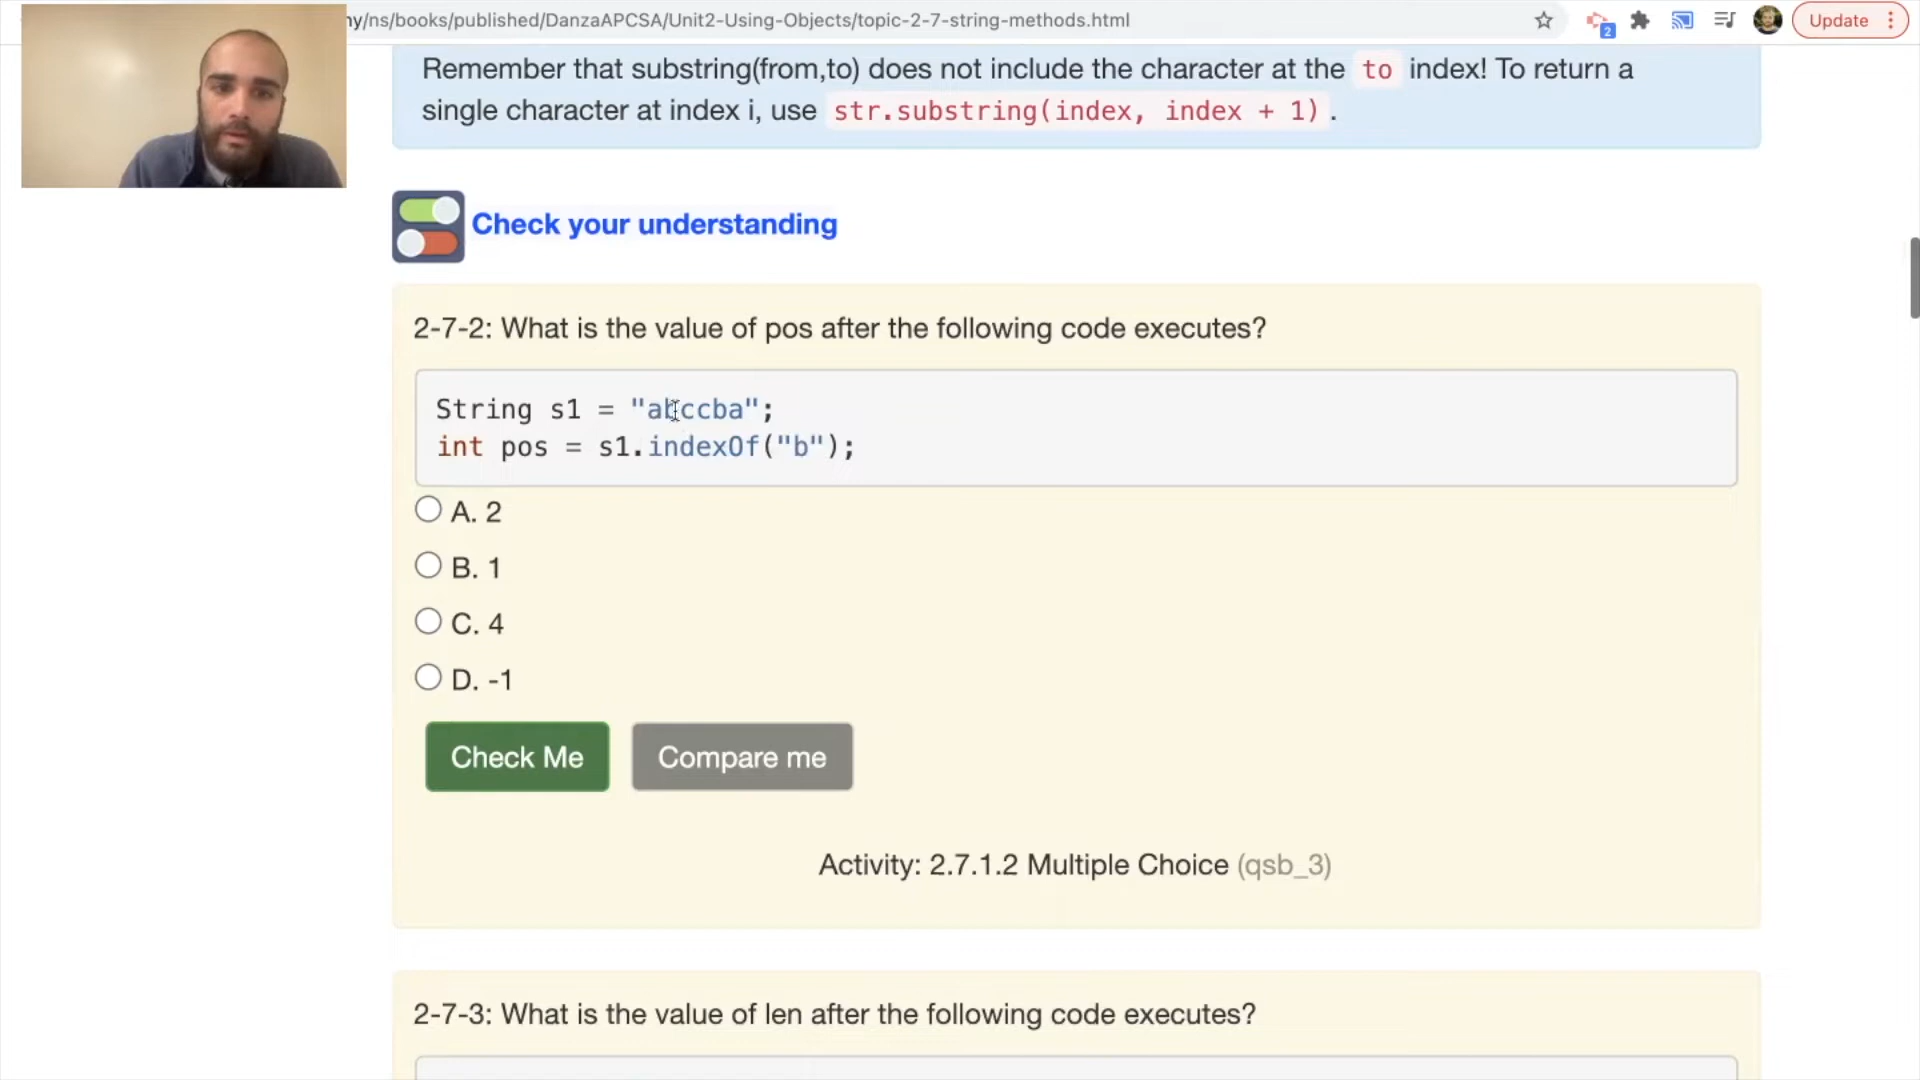 ny/ns/books/published/DanzaAPCSA/Unit2-Using-Objects/topic-2-7-string-methods.html
2
Update
Remember that substring(from,to) does not include the character at the to index! To return a
single character at index i, use str.substring(index, index + 1) .
Check your understanding
2-7-2: What is the value of pos after the following code executes?
String s1 = "abccba";
int pos = s1.indexOf("b");
A. 2
B. 1
C. 4
D. -1
Check Me
Compare me
Activity: 2.7.1.2 Multiple Choice (qsb_3)
2-7-3: What is the value of len after the following code executes?